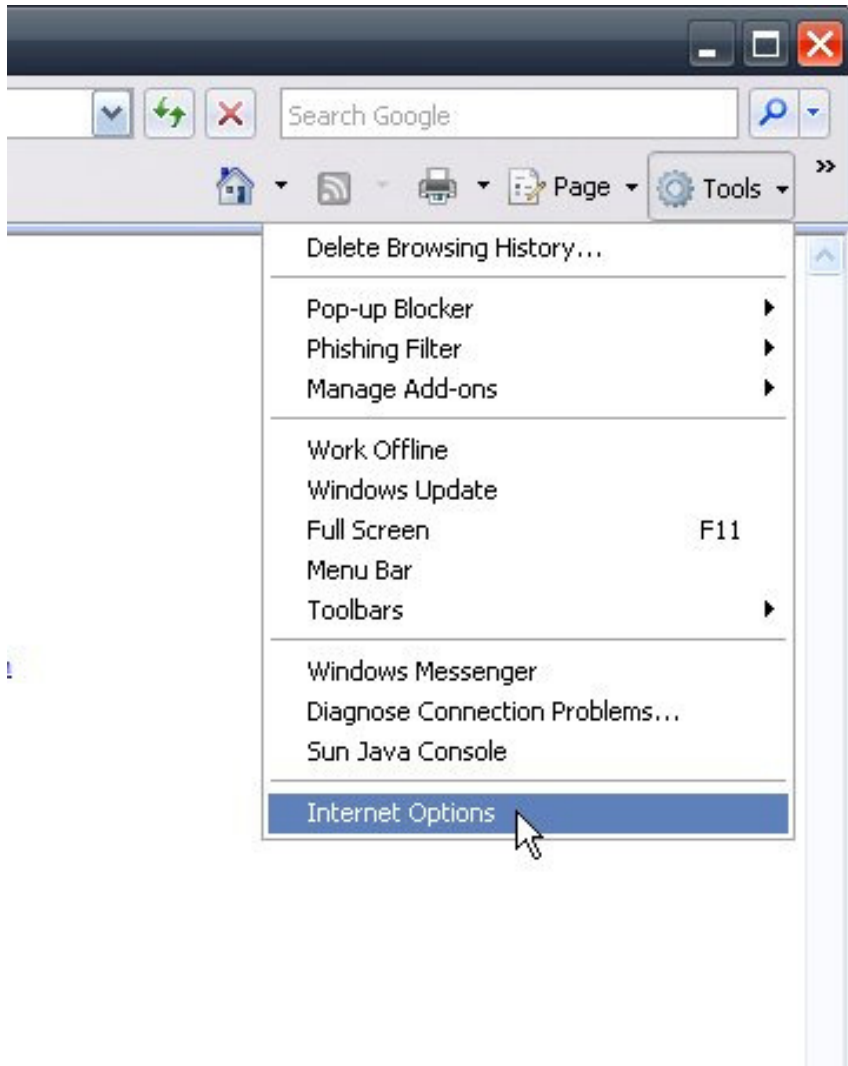 Search Google
Page
Tools
Delete Browsing History...
Pop-up Blocker
Phishing Filter
Manage Add-ons
Work Offline
Windows Update
Full Screen F11
Menu Bar
Toolbars
Windows Messenger
Diagnose Connection Problems...
Sun Java Console
Internet Options